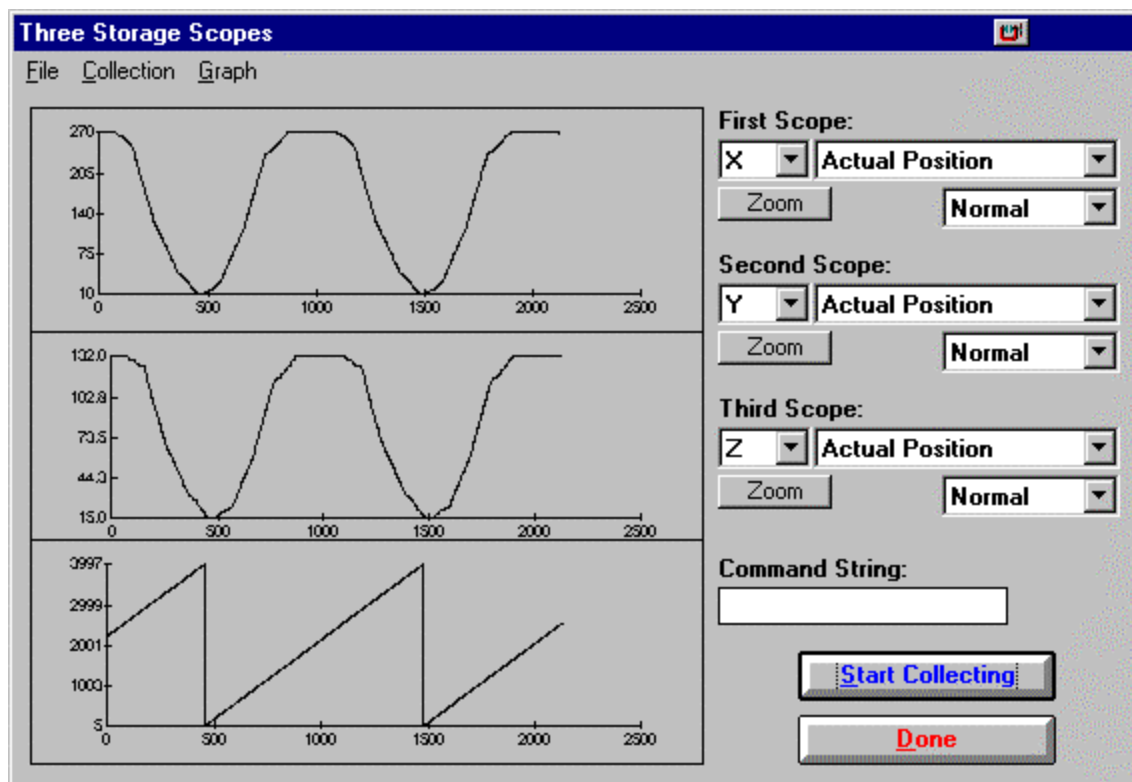 Three Storage Scopes
File Collection Graph
270
205
140
75
10
0 500 1000 1500 2000 2500
132.0
102.8
73.5
44.3
15.0
0 500 1000 1500 2000 2500
3997
2999
2001
1003
5
0 500 1000 1500 2000 2500
First Scope:
X Actual Position
Zoom Normal
Second Scope:
Y Actual Position
Zoom Normal
Third Scope:
Z Actual Position
Zoom Normal
Command String:
Start Collecting
Done